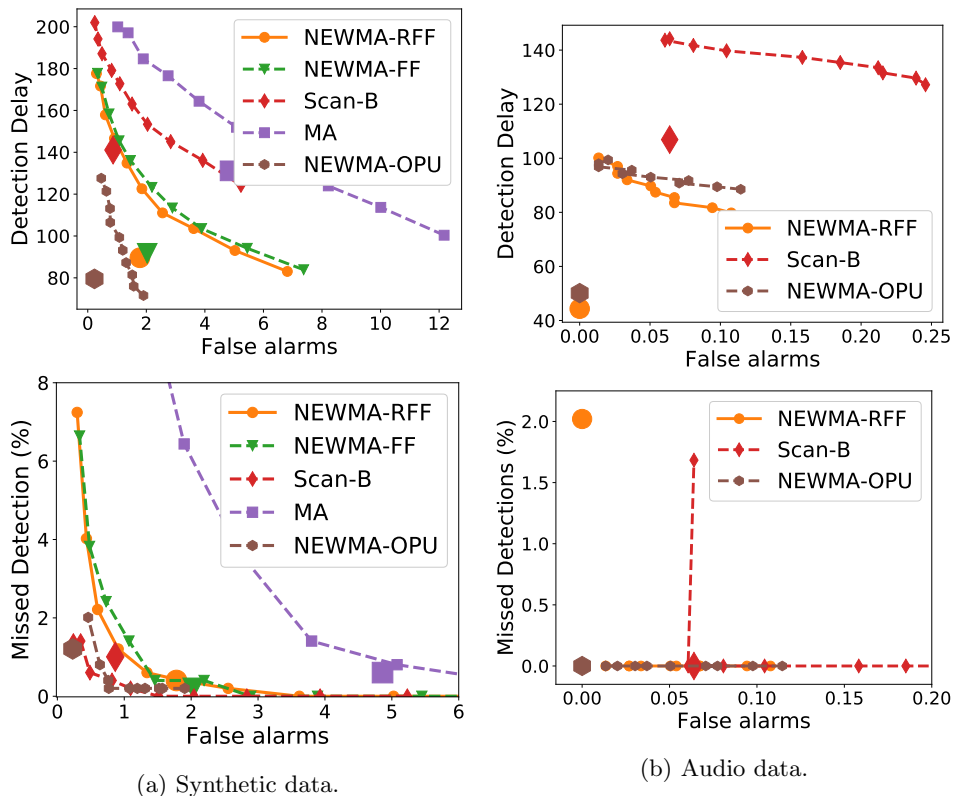 200
180
160
140
120
100
80
0
2
4
6
8
10
12
Detection Delay
False alarms
NEWMA-RFF
NEWMA-FF
Scan-B
MA
NEWMA-OPU
140
120
100
80
60
40
0.00
0.05
0.10
0.15
0.20
0.25
Detection Delay
False alarms
NEWMA-RFF
Scan-B
NEWMA-OPU
8
6
4
2
0
0
1
2
3
4
5
6
Missed Detection (%)
False alarms
NEWMA-RFF
NEWMA-FF
Scan-B
MA
NEWMA-OPU
(a) Synthetic data.
2.0
1.5
1.0
0.5
0.0
0.00
0.05
0.10
0.15
0.20
Missed Detections (%)
False alarms
NEWMA-RFF
Scan-B
NEWMA-OPU
(b) Audio data.